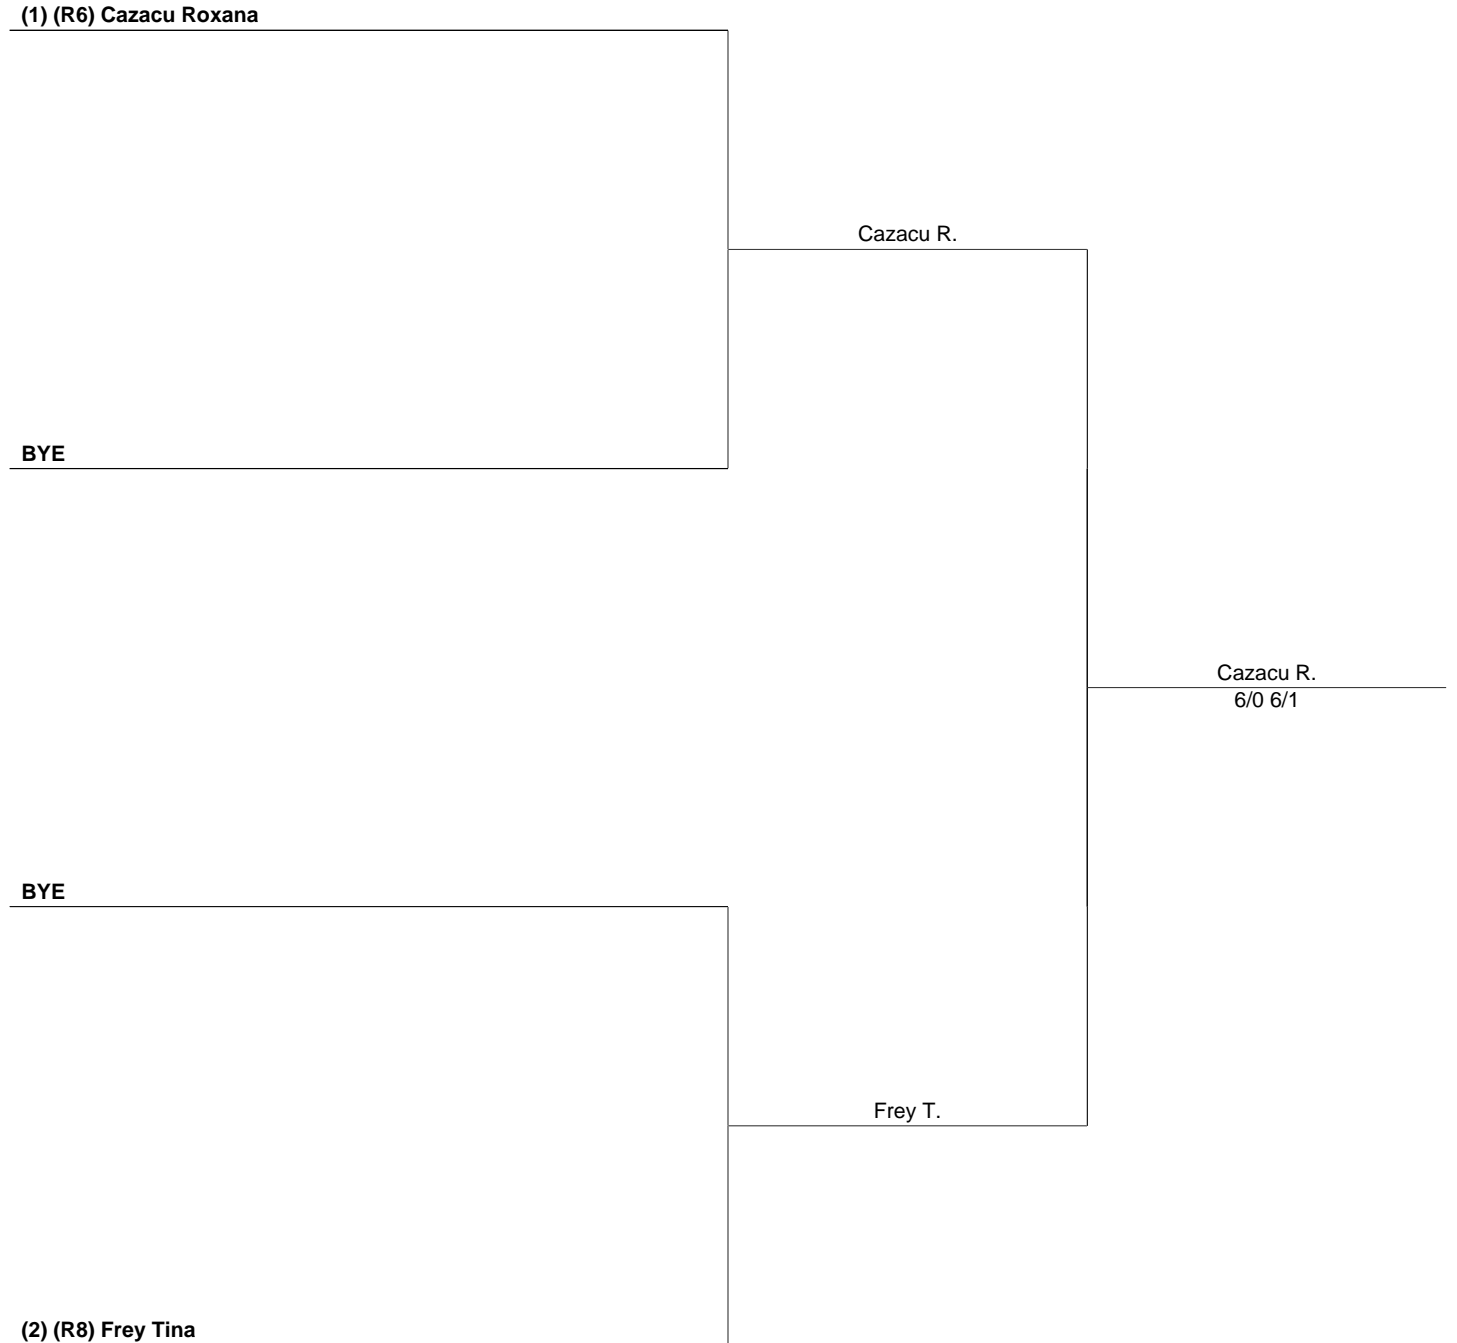 (1) (R6) Cazacu Roxana
Cazacu R.
BYE
Cazacu R.
6/0 6/1
BYE
Frey T.
(2) (R8) Frey Tina